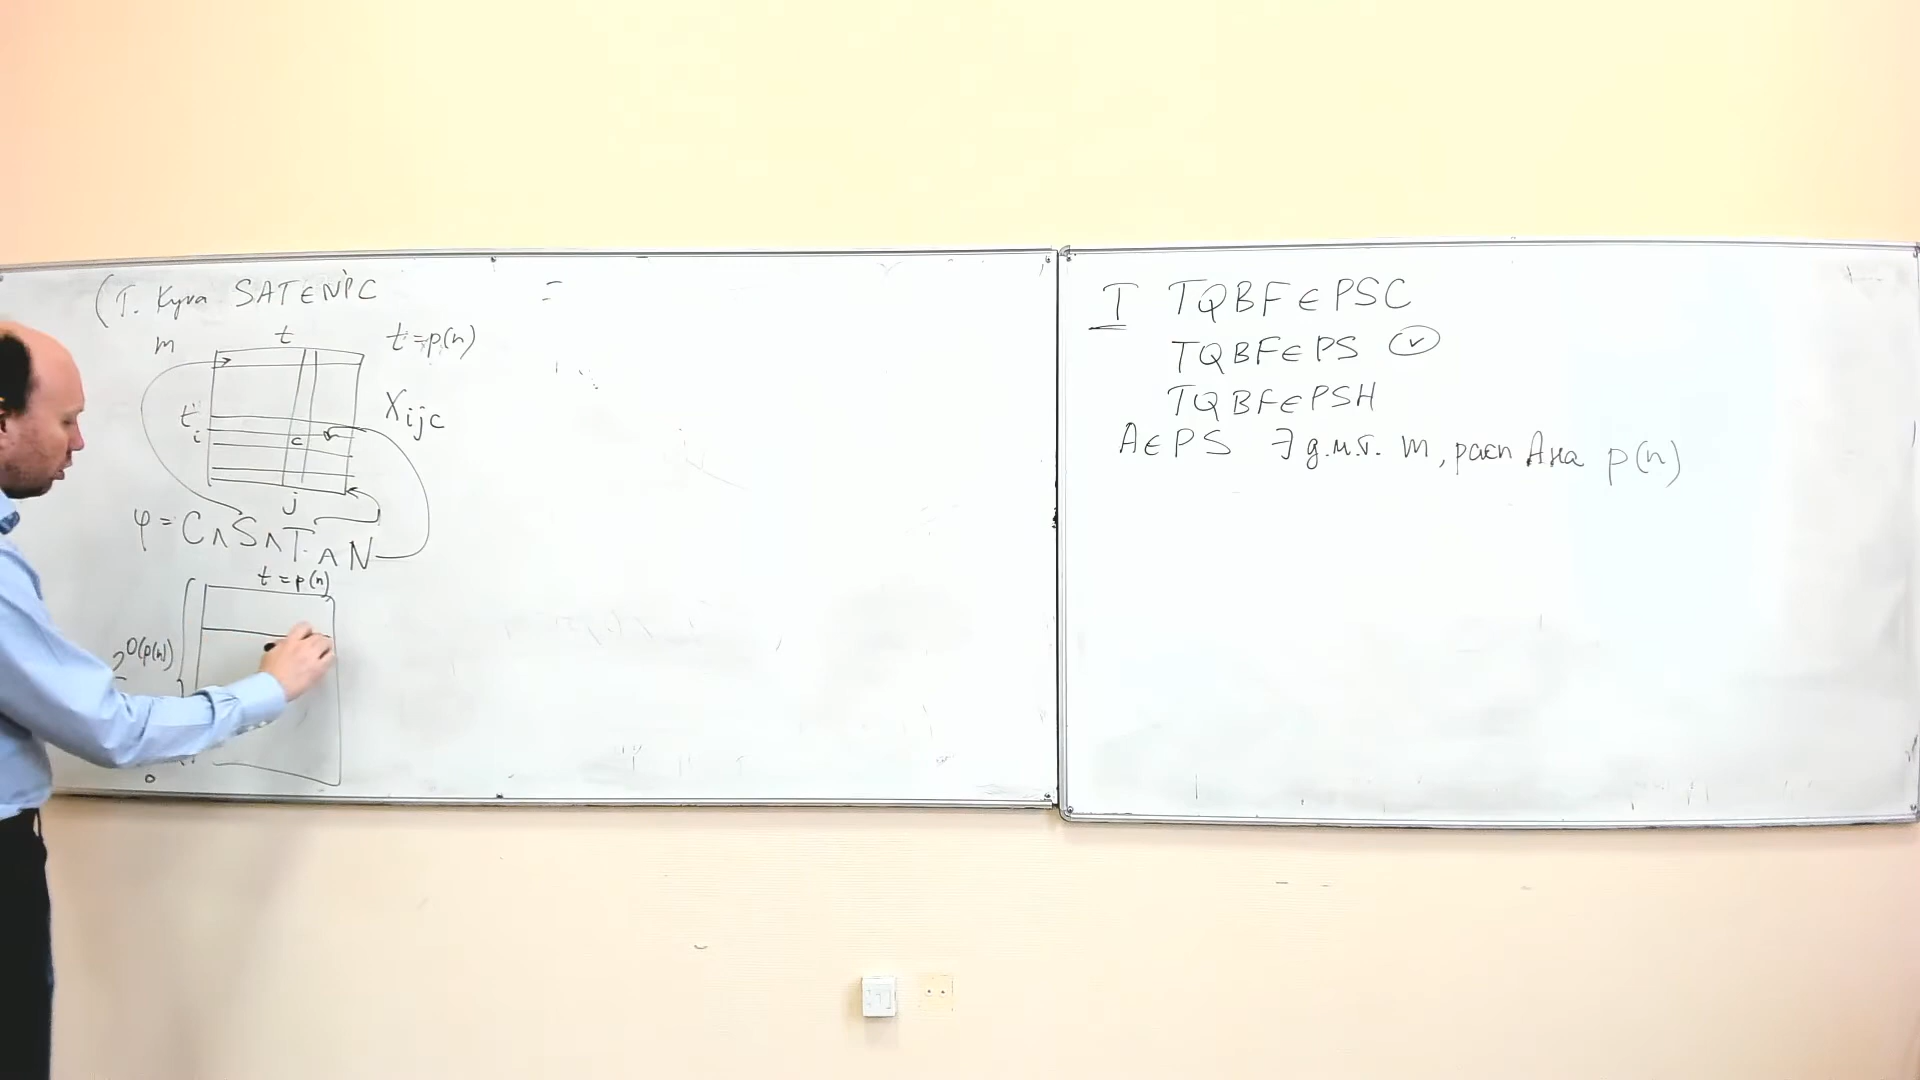 (Т. Кука SAT∈NPC
m t t=p(n)
t
i c X_ijc
j
φ = C∧S∧T∧N
t = p(n)
2^O(p(n))
T TQBF∈PSC
TQBF∈PS (v)
TQBF∈PSH
A∈PS ∃ д.м.т. m, расп A на p(n)